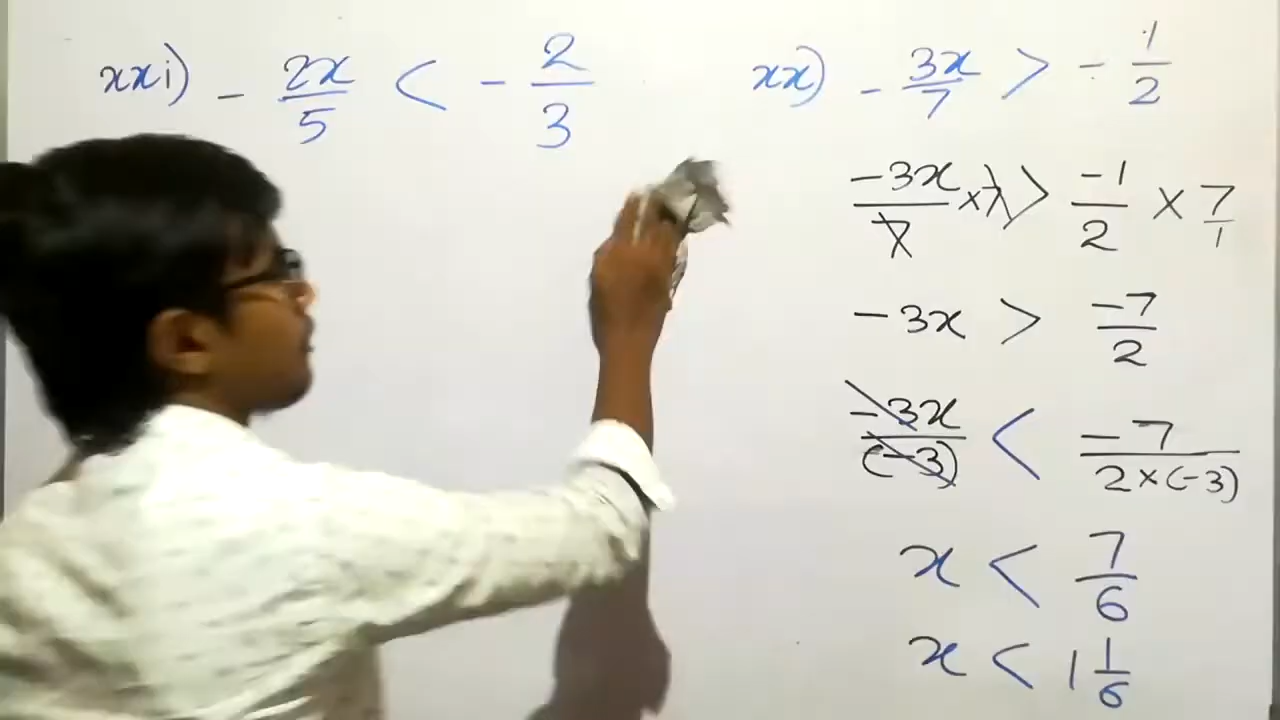 xxi) - 2x/5 < - 2/3
xx) - 3x/7 > - 1/2
-3x/7 × 7 > -1/2 × 7/1
-3x > -7/2
-3x/(-3) < -7/2×(-3)
x < 7/6
x < 1 1/6